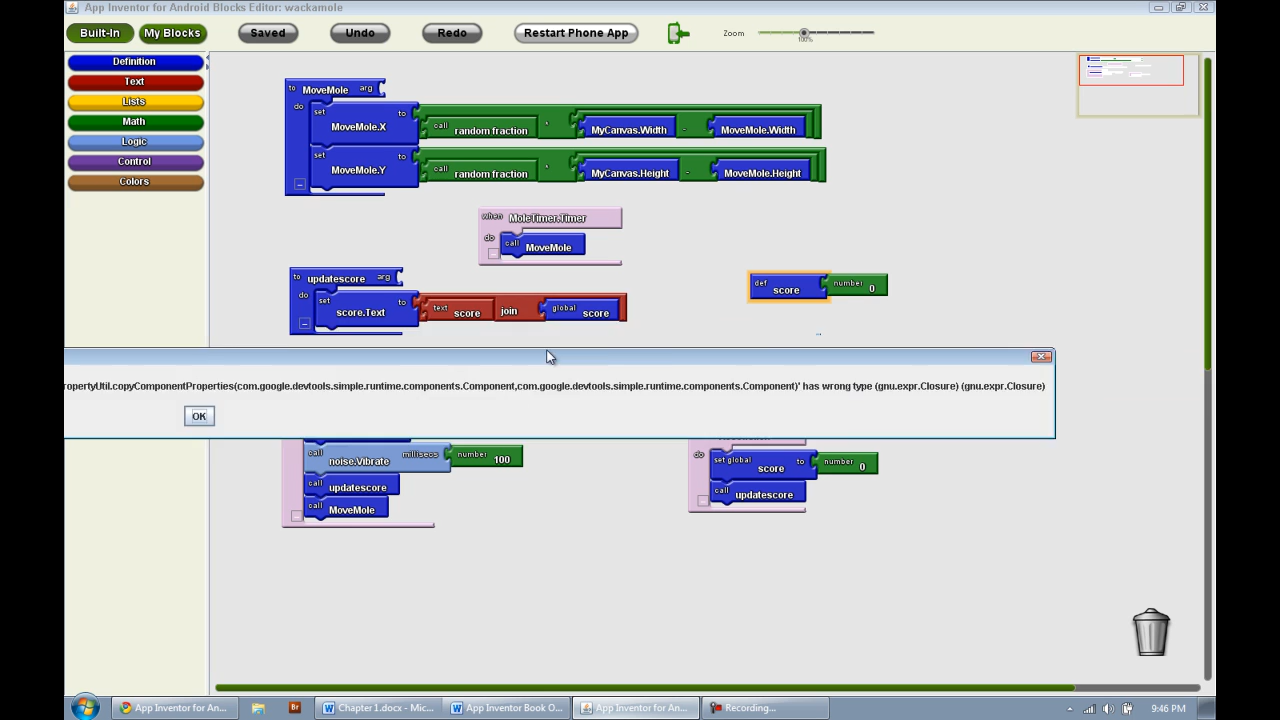 App Inventor for Android Blocks Editor: wackamole
Built-In My Blocks Saved Undo Redo Restart Phone App Zoom
100%
Definition
Text
Lists
Math
Logic
Control
Colors
to MoveMole arg
do set MoveMole.X to call random fraction * MyCanvas.Width - MoveMole.Width
set MoveMole.Y to call random fraction * MyCanvas.Height - MoveMole.Height
when MoleTimer.Timer
do call MoveMole
to updatescore arg
do set score.Text to text score join global score
def score number 0
ropertyUtil.copyComponentProperties(com.google.devtools.simple.runtime.components.Component,com.google.devtools.simple.runtime.components.Component)' has wrong type (gnu.expr.Closure) (gnu.expr.Closure)
OK
call noise.Vibrate millisecs number 100
call updatescore
call MoveMole
do set global score to number 0
call updatescore
App Inventor for An... Br Chapter 1.docx - Mic... App Inventor Book O... App Inventor for An... Recording... 9:46 PM